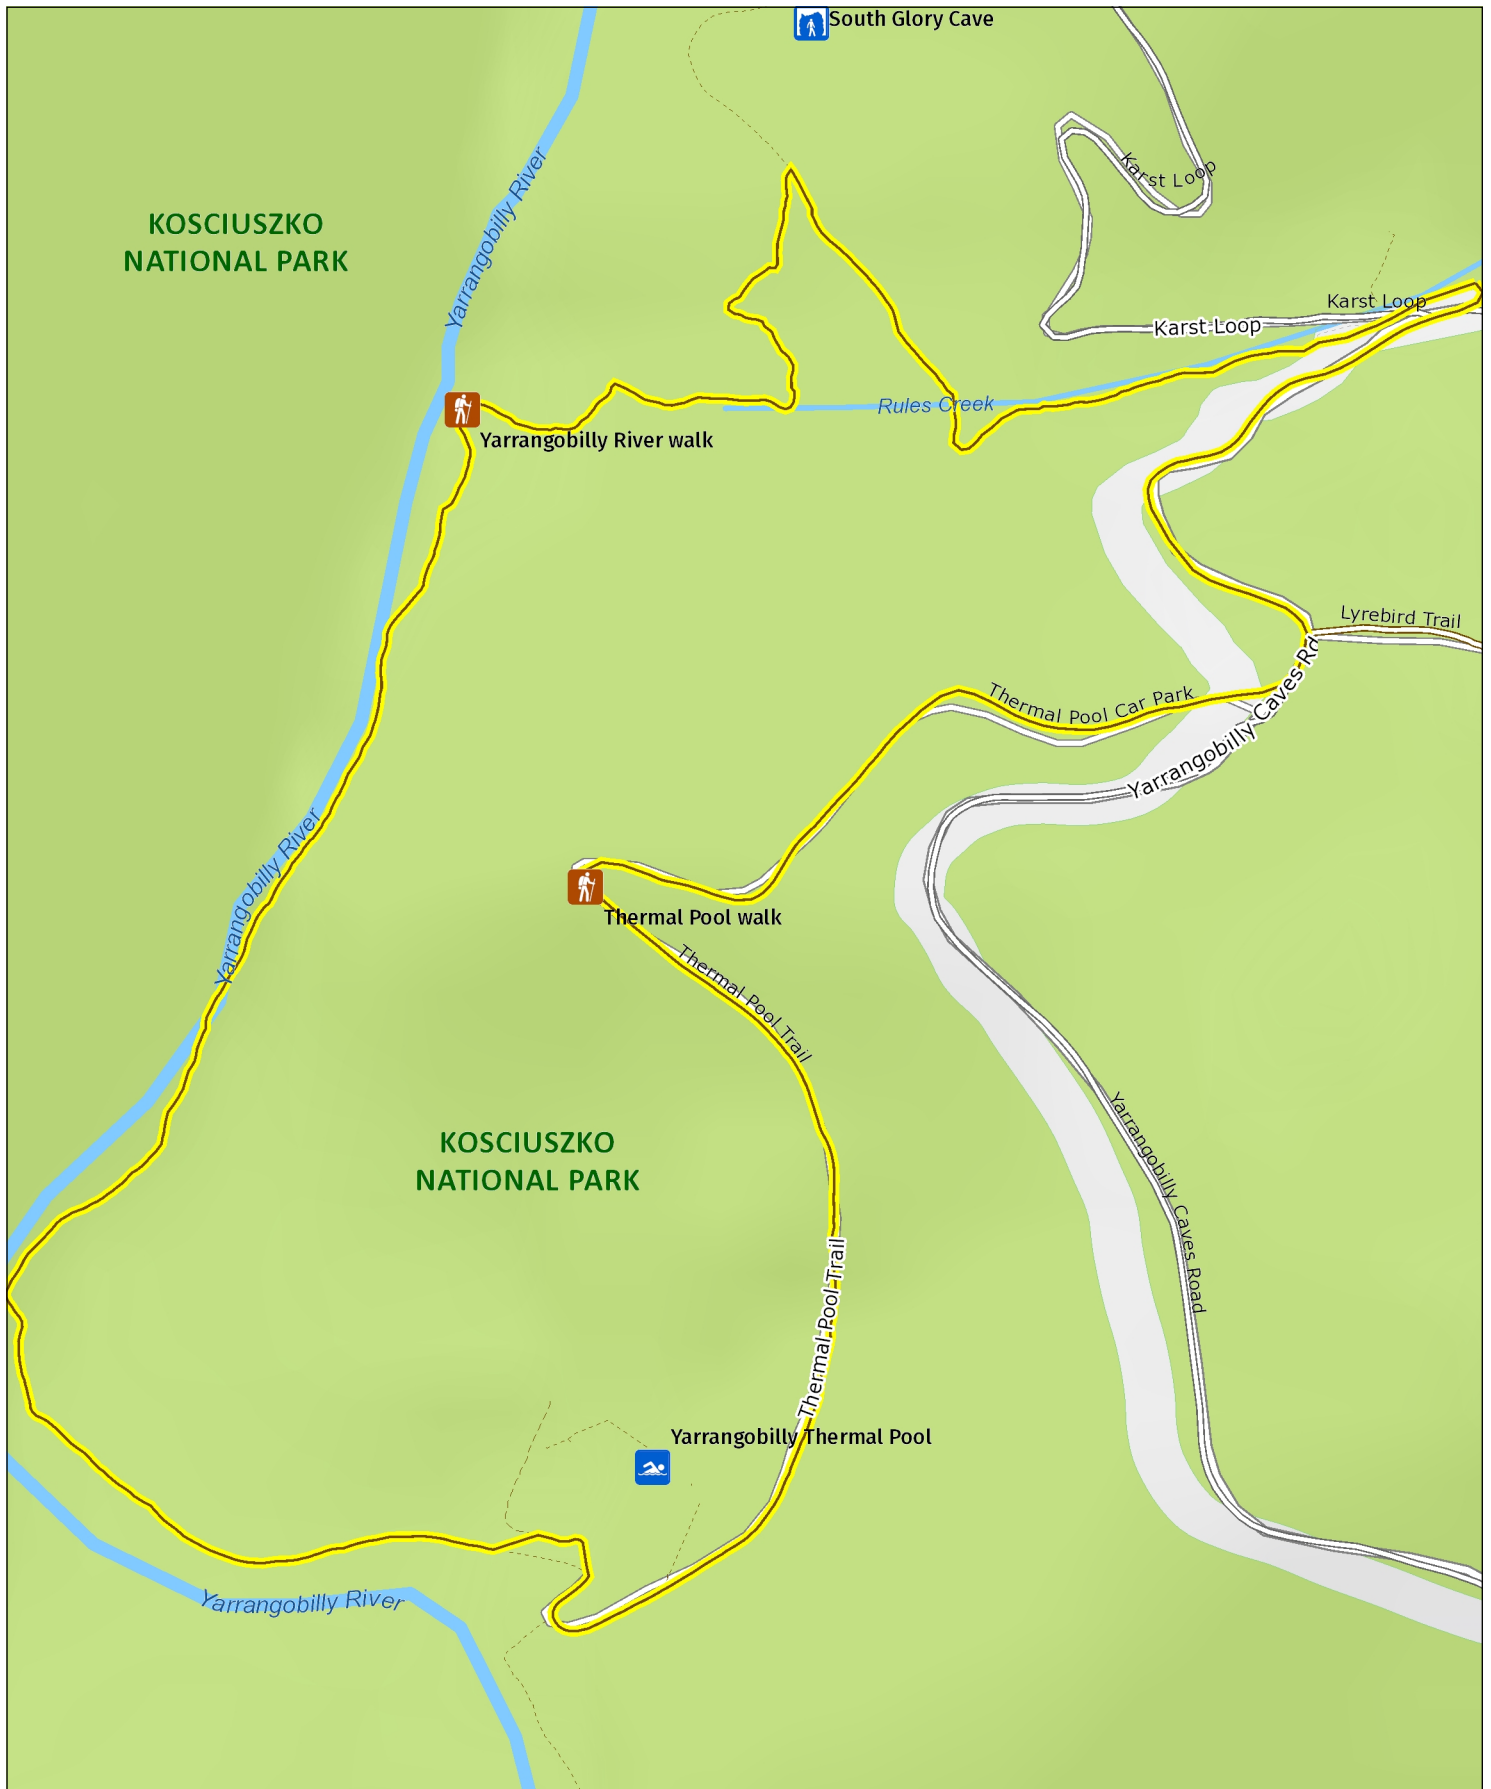 South Glory Cave
Yarrangobilly River
Karst Loop
KOSCIUSZKO
NATIONAL PARK
Karst Loop
Karst Loop
Rules Creek
Yarrangobilly River walk
Lyrebird Trail
Thermal Pool Car Park
Yarrangobilly Caves Rd
Yarrangobilly River
Thermal Pool walk
Thermal Pool Trail
KOSCIUSZKO
NATIONAL PARK
Yarrangobilly Caves Road
Thermal Pool Trail
Yarrangobilly Thermal Pool
Yarrangobilly River